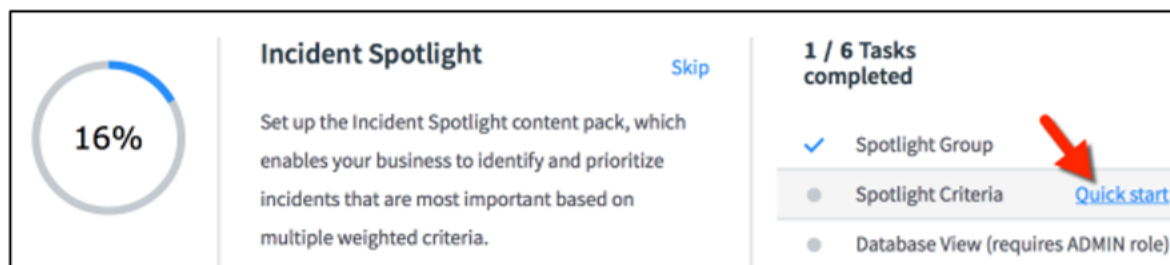 16%
Incident Spotlight
Skip
Set up the Incident Spotlight content pack, which
enables your business to identify and prioritize
incidents that are most important based on
multiple weighted criteria.
1 / 6 Tasks
completed
Spotlight Group
Spotlight Criteria
Quick start
Database View (requires ADMIN role)